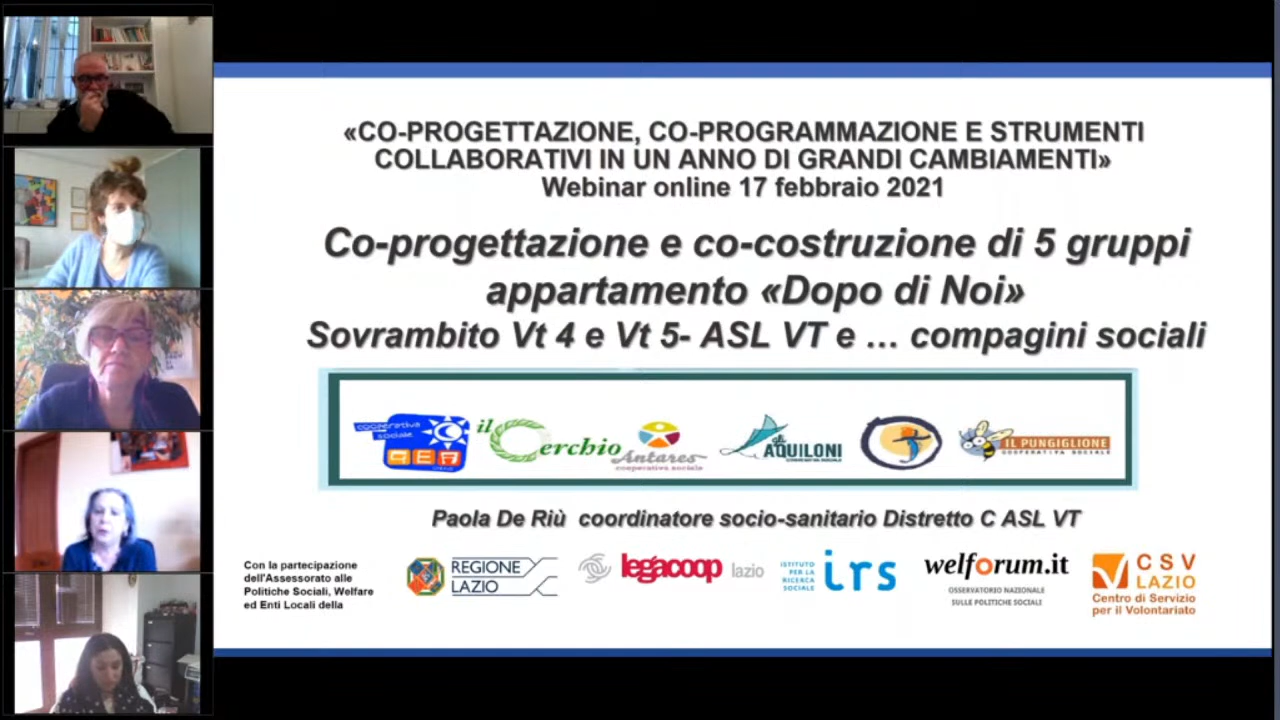 «CO-PROGETTAZIONE, CO-PROGRAMMAZIONE E STRUMENTI
COLLABORATIVI IN UN ANNO DI GRANDI CAMBIAMENTI»
Webinar online 17 febbraio 2021
Co-progettazione e co-costruzione di 5 gruppi
appartamento «Dopo di Noi»
Sovrambito Vt 4 e Vt 5- ASL VT e … compagini sociali
cooperativa
sociale
GEA
il Cerchio
Antares
cooperativa sociale
gli
AQUILONI
COOPERATIVA SOCIALE
IL PUNGIGLIONE
COOPERATIVA SOCIALE
Paola De Riù coordinatore socio-sanitario Distretto C ASL VT
Con la partecipazione
dell'Assessorato alle
Politiche Sociali, Welfare
ed Enti Locali della
REGIONE
LAZIO
legacoop lazio
ISTITUTO
PER LA
RICERCA
SOCIALE
irs
welforum.it
OSSERVATORIO NAZIONALE
SULLE POLITICHE SOCIALI
CSV
LAZIO
Centro di Servizio
per il Volontariato